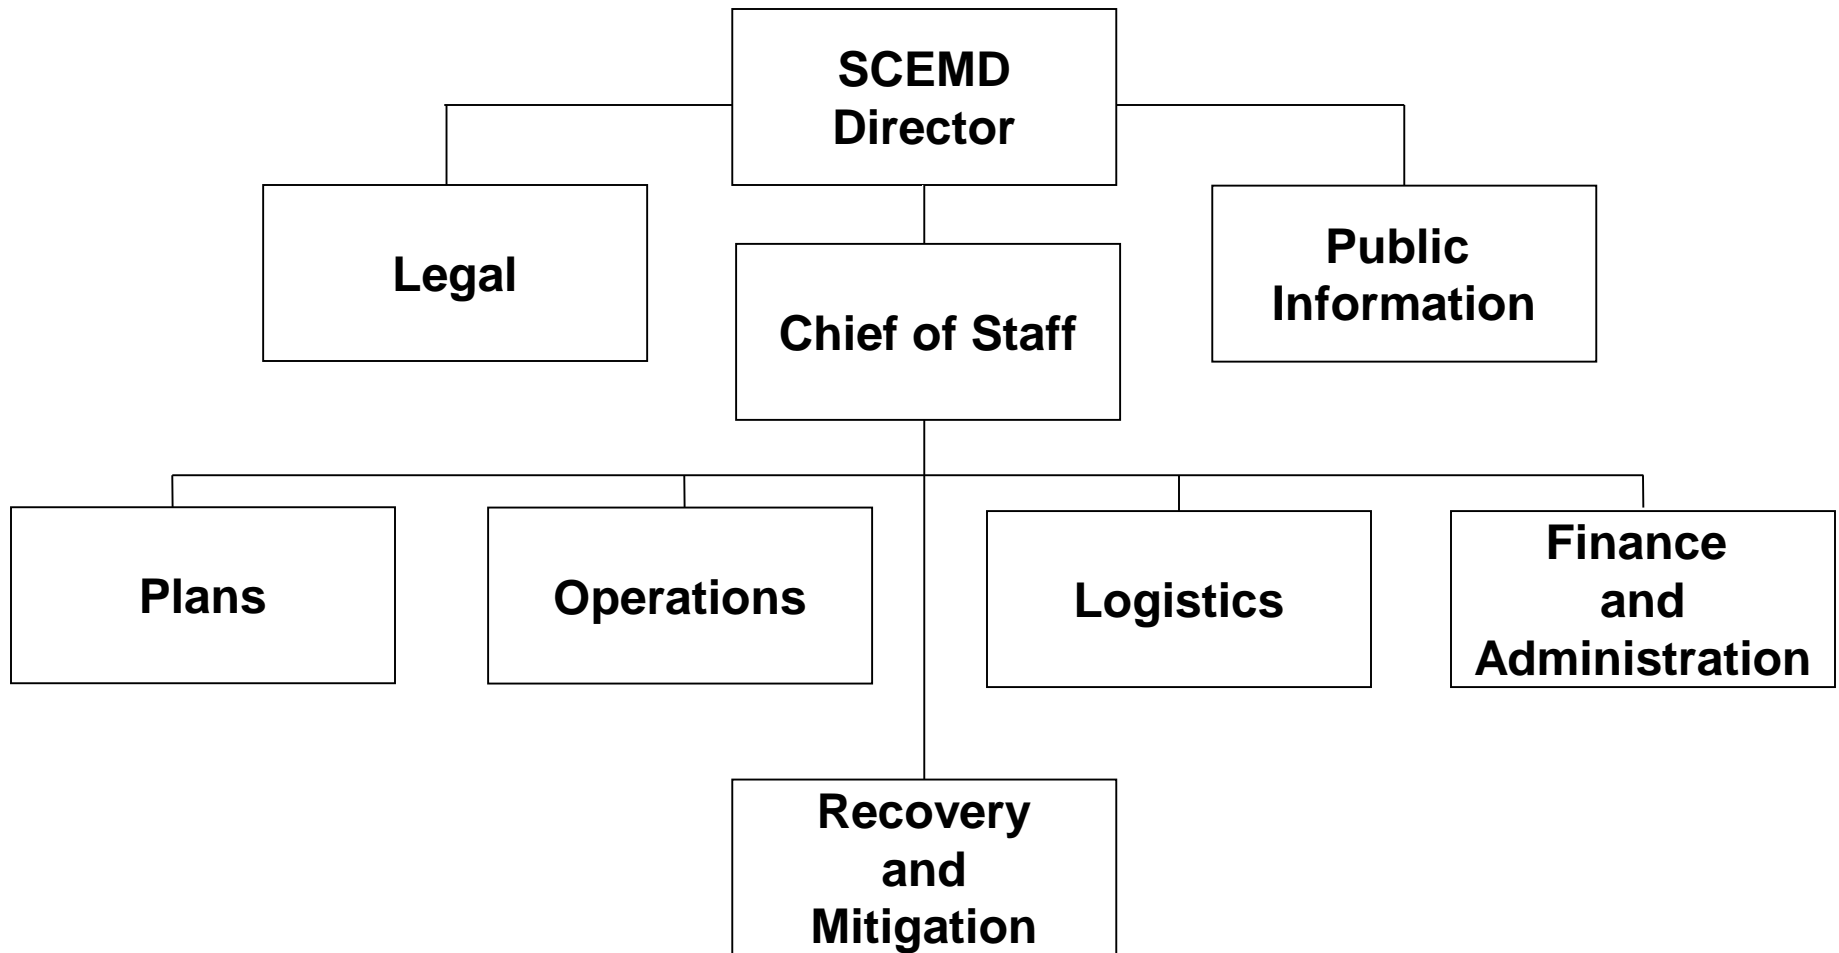 SCEMD
Director
Legal
Chief of Staff
Public
Information
Plans
Operations
Logistics
Finance
and
Administration
Recovery
and
Mitigation